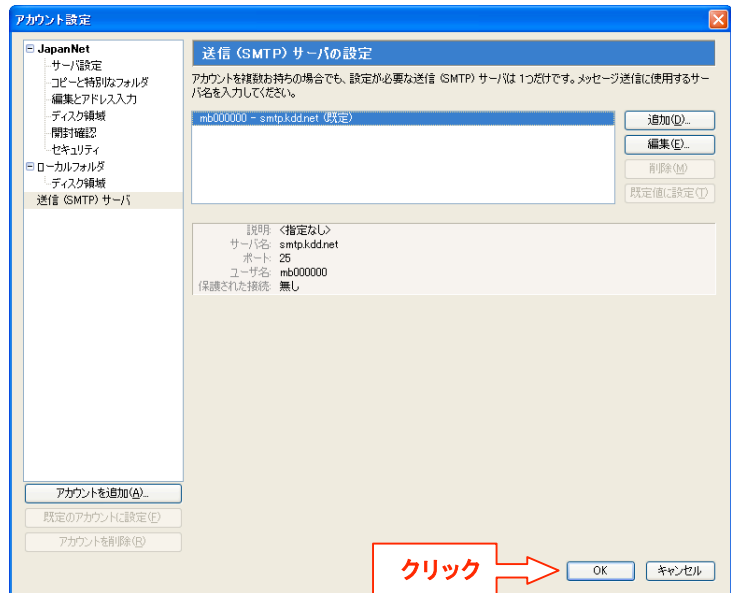 アカウント設定
JapanNet
サーバ設定
コピーと特別なフォルダ
編集とアドレス入力
ディスク領域
開封確認
セキュリティ
ローカルフォルダ
ディスク領域
送信 (SMTP) サーバ
アカウントを追加(A)...
既定のアカウントに設定(F)
アカウントを削除(R)
送信 (SMTP) サーバの設定
アカウントを複数お持ちの場合でも、設定が必要な送信 (SMTP) サーバは 1つだけです。メッセージ送信に使用するサー
バ名を入力してください。
mb000000 - smtp.kdd.net (既定)
追加(D)...
編集(E)...
削除(M)
既定値に設定(T)
説明: <指定なし>
サーバ名: smtp.kdd.net
ポート: 25
ユーザ名: mb000000
保護された接続: 無し
クリック
OK
キャンセル